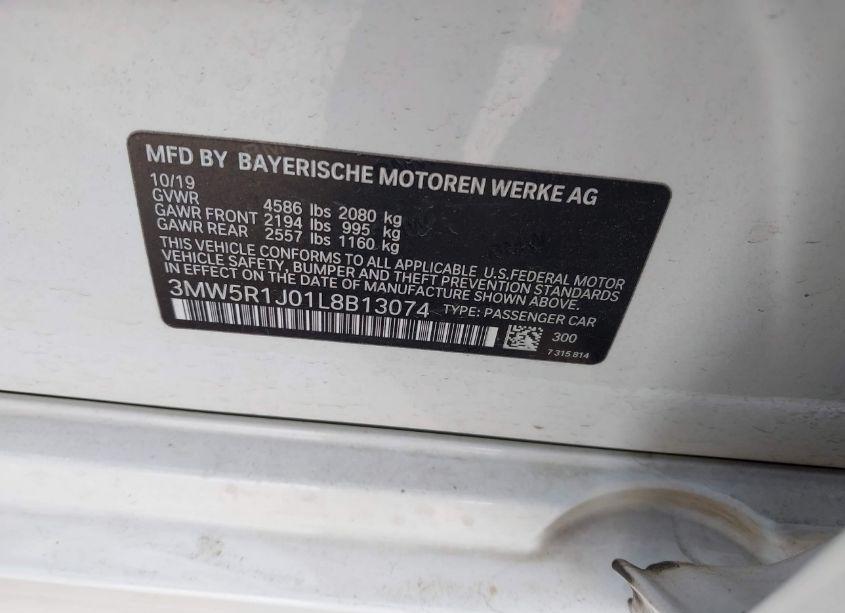 MFD BY BAYERISCHE MOTOREN WERKE AG
10/19
GVWR 4586 lbs 2080 kg
GAWR FRONT 2194 lbs 995 kg
GAWR REAR 2557 lbs 1160 kg
THIS VEHICLE CONFORMS TO ALL APPLICABLE U.S.FEDERAL MOTOR
VEHICLE SAFETY, BUMPER AND THEFT PREVENTION STANDARDS
IN EFFECT ON THE DATE OF MANUFACTURE SHOWN ABOVE.
3MW5R1J01L8B13074 TYPE: PASSENGER CAR
300
7 315 814